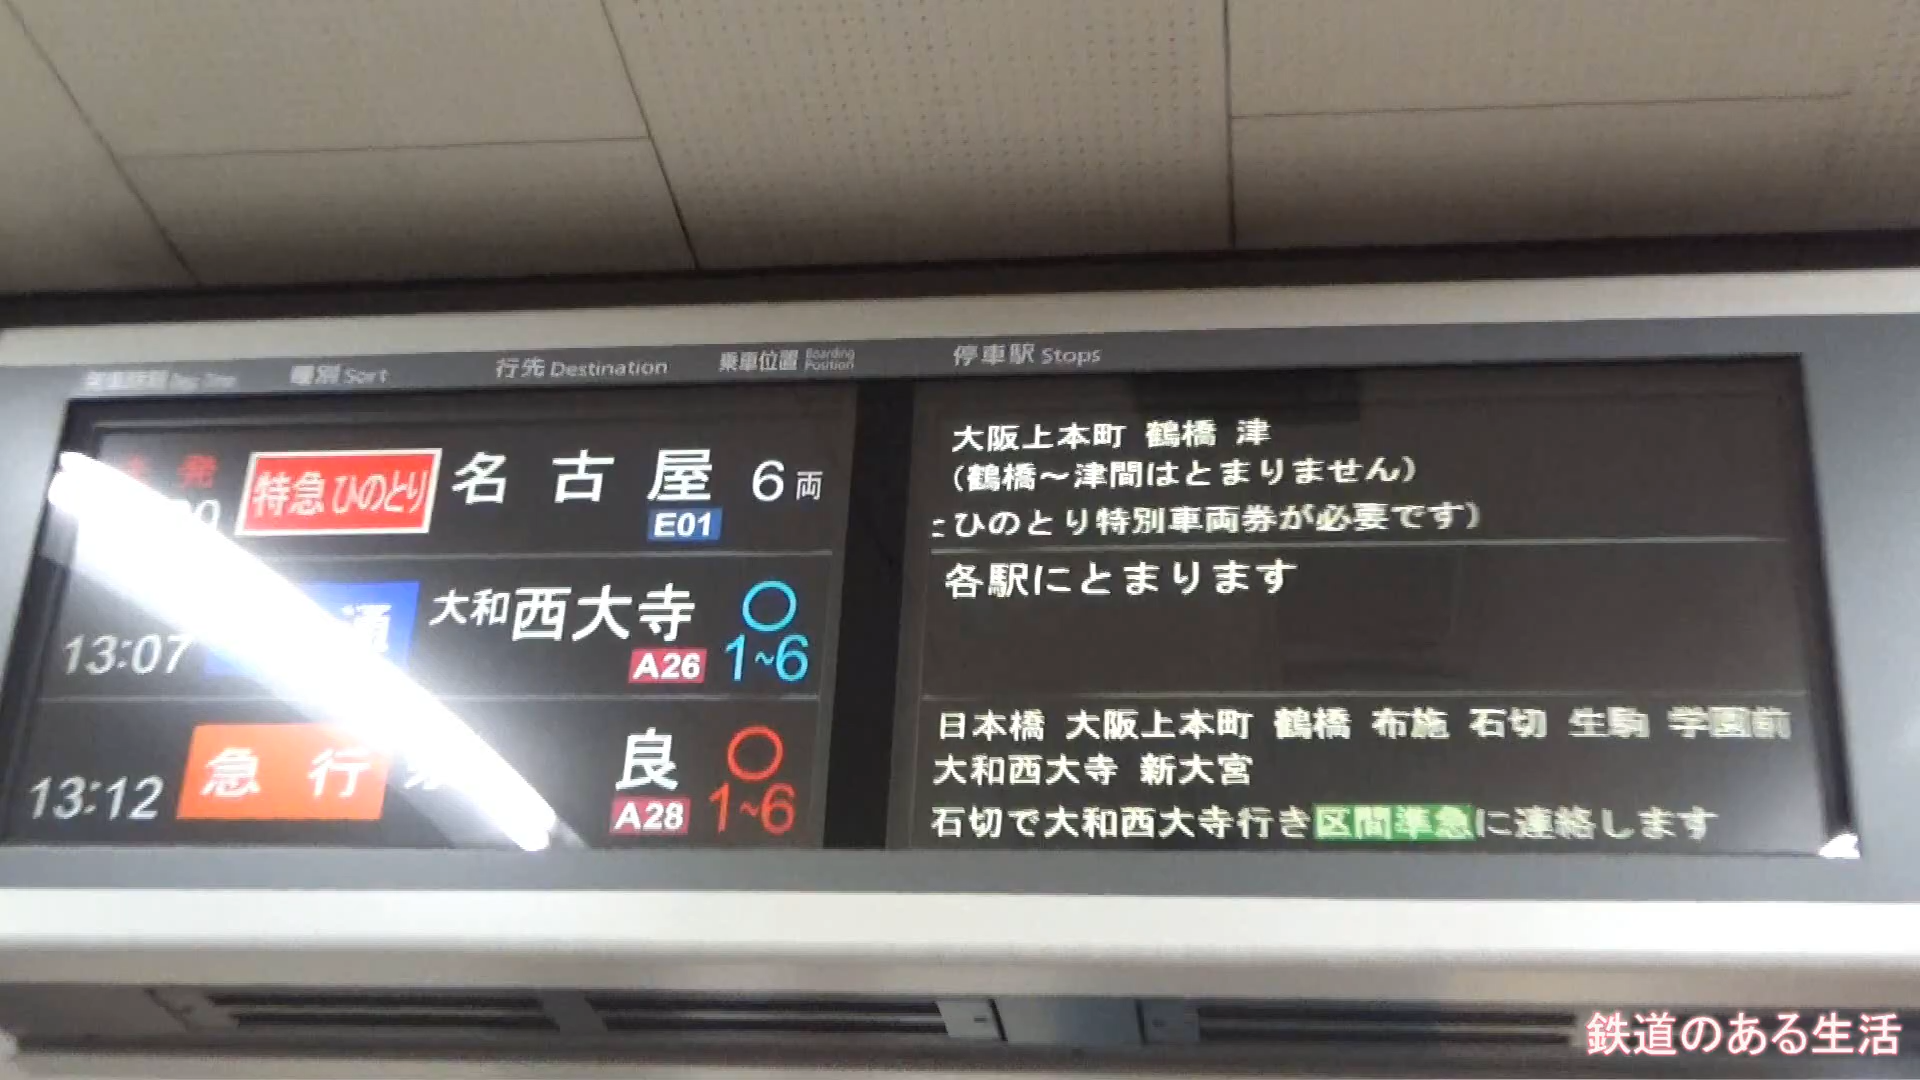 種別 Sort 行先 Destination 乗車位置 Boarding Position 停車駅 Stops
発 特急 ひのとり 名古屋 6両
E01
大阪上本町 鶴橋 津
(鶴橋～津間はとまりません)
ひのとり特別車両券が必要です)
13:07 大和西大寺 1~6
A26
各駅にとまります
13:12 急行 良 1~6
A28
日本橋 大阪上本町 鶴橋 布施 石切 生駒 学園前
大和西大寺 新大宮
石切で大和西大寺行き区間準急に連絡します
鉄道のある生活